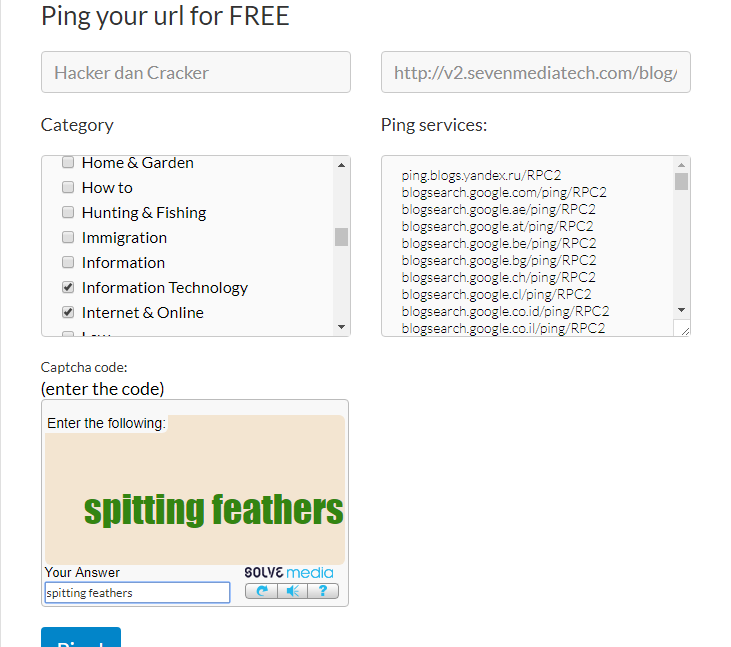 Ping your url for FREE
Hacker dan Cracker
http://v2.sevenmediatech.com/blog/
Category
Ping services:
Home & Garden
How to
Hunting & Fishing
Immigration
Information
Information Technology
Internet & Online
ping.blogs.yandex.ru/RPC2
blogsearch.google.com/ping/RPC2
blogsearch.google.ae/ping/RPC2
blogsearch.google.at/ping/RPC2
blogsearch.google.be/ping/RPC2
blogsearch.google.bg/ping/RPC2
blogsearch.google.ch/ping/RPC2
blogsearch.google.cl/ping/RPC2
blogsearch.google.co.id/ping/RPC2
blogsearch.google.co.il/ping/RPC2
Captcha code:
(enter the code)
Enter the following:
spitting feathers
Your Answer
SOLVE media
spitting feathers
?